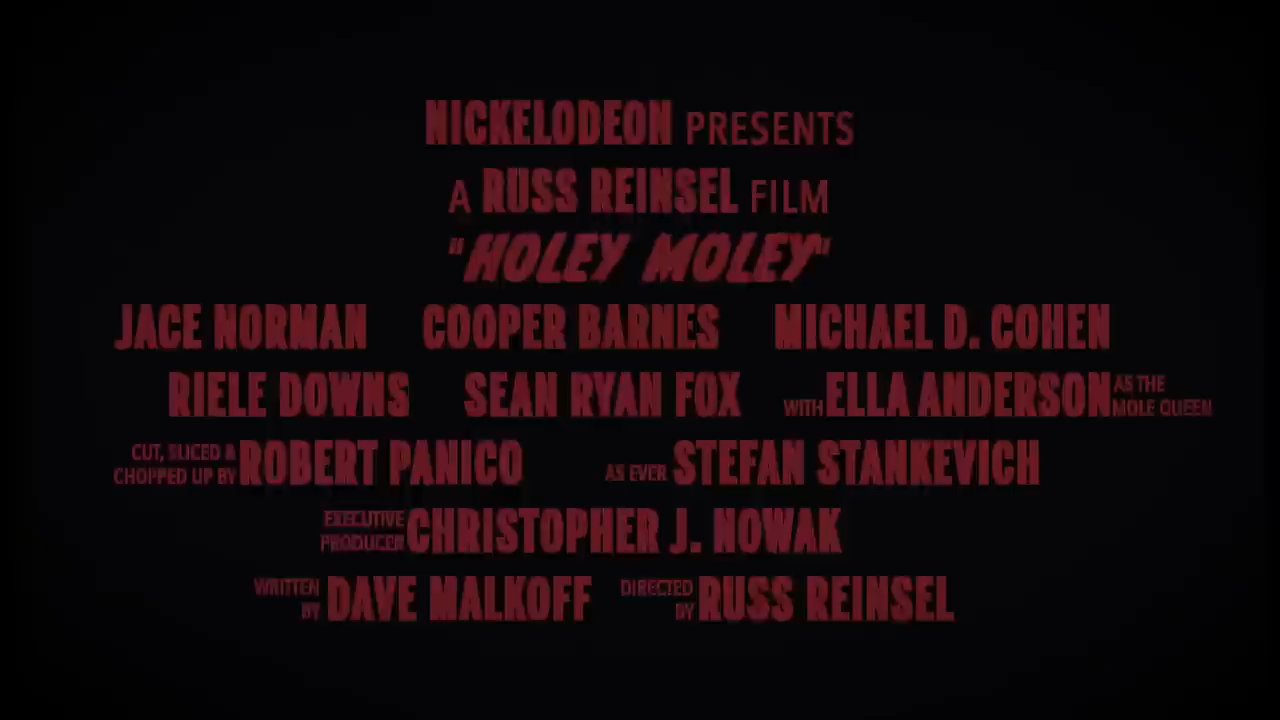 NICKELODEON PRESENTS
A RUSS REINSEL FILM
"HOLEY MOLEY"
JACE NORMAN COOPER BARNES MICHAEL D. COHEN
RIELE DOWNS SEAN RYAN FOX WITH ELLA ANDERSON AS THE MOLE QUEEN
CUT, SLICED & CHOPPED UP BY ROBERT PANICO AS EVER STEFAN STANKEVICH
EXECUTIVE PRODUCER CHRISTOPHER J. NOWAK
WRITTEN BY DAVE MALKOFF DIRECTED BY RUSS REINSEL